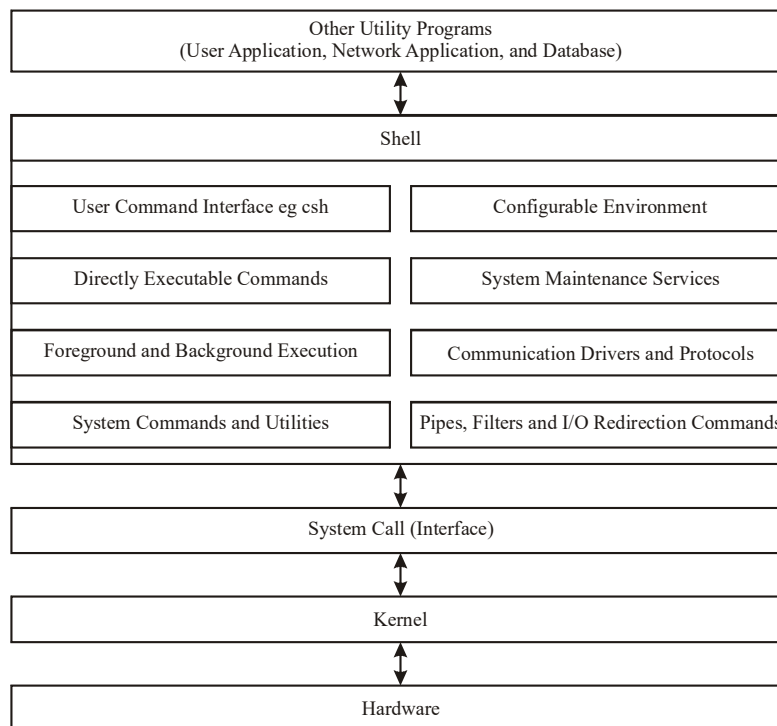 Other Utility Programs
(User Application, Network Application, and Database)
Shell
User Command Interface eg csh
Configurable Environment
Directly Executable Commands
System Maintenance Services
Foreground and Background Execution
Communication Drivers and Protocols
System Commands and Utilities
Pipes, Filters and I/O Redirection Commands
System Call (Interface)
Kernel
Hardware